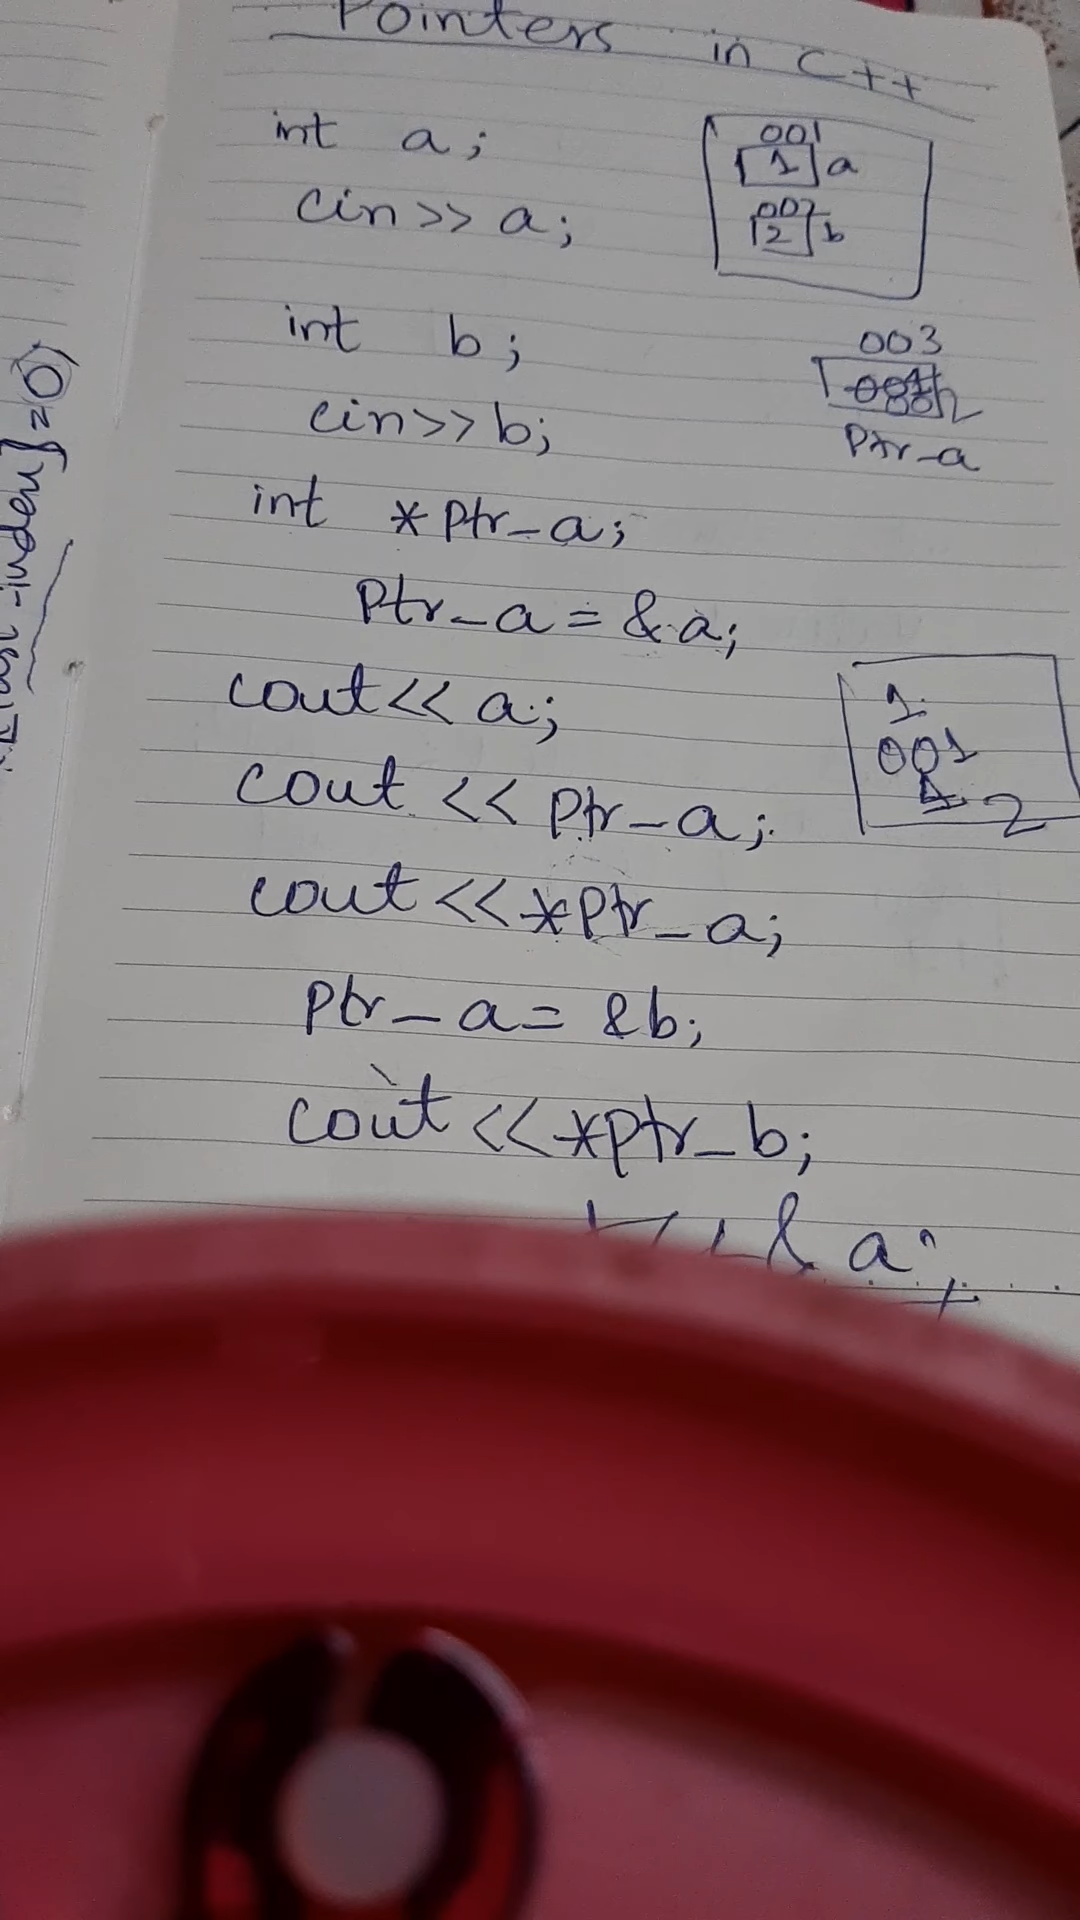 Pointers in C++
int a;
001
1 a
cin>> a;
002
2 b
int b;
003
cin>>b;
ptr_a
int *ptr_a;
ptr_a = &a;
cout<< a;
1
001
cout << ptr_a;
2
cout <<*ptr_a;
ptr_a = &b;
cout <<*ptr_b;
& a;